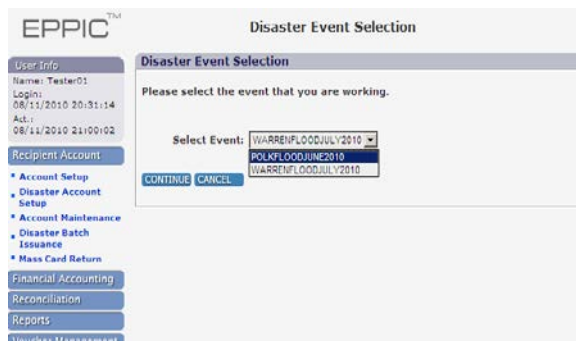 EPPIC™
Disaster Event Selection
User Info
Name: Tester01
Login:
08/11/2010 20:31:14
Act.:
08/11/2010 21:00:02
Recipient Account
Account Setup
Disaster Account
Setup
Account Maintenance
Disaster Batch
Issuance
Mass Card Return
Financial Accounting
Reconciliation
Reports
Voucher Management
Disaster Event Selection
Please select the event that you are working.
Select Event: WARRENFLOODJULY2010
POLKFLOODJUNE2010
WARRENFLOODJULY2010
CONTINUE CANCEL